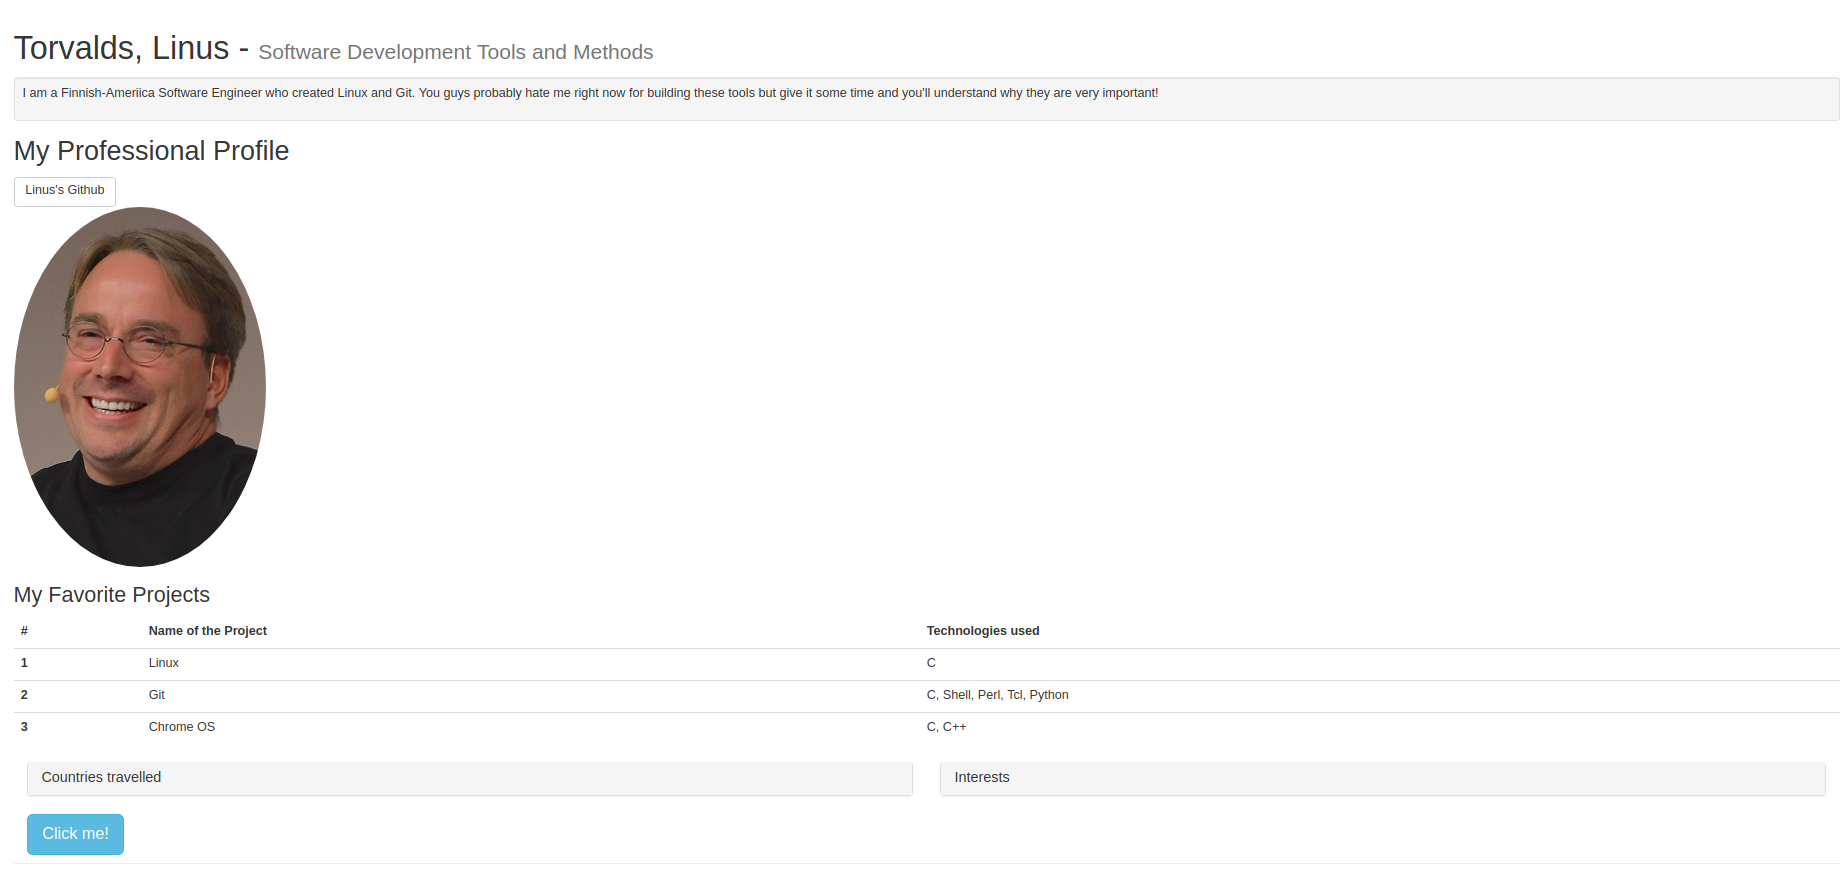 Torvalds, Linus - Software Development Tools and Methods
I am a Finnish-Ameriica Software Engineer who created Linux and Git. You guys probably hate me right now for building these tools but give it some time and you'll understand why they are very important!
My Professional Profile
Linus's Github
My Favorite Projects
# Name of the Project Technologies used
1 Linux C
2 Git C, Shell, Perl, Tcl, Python
3 Chrome OS C, C++
Countries travelled Interests
Click me!